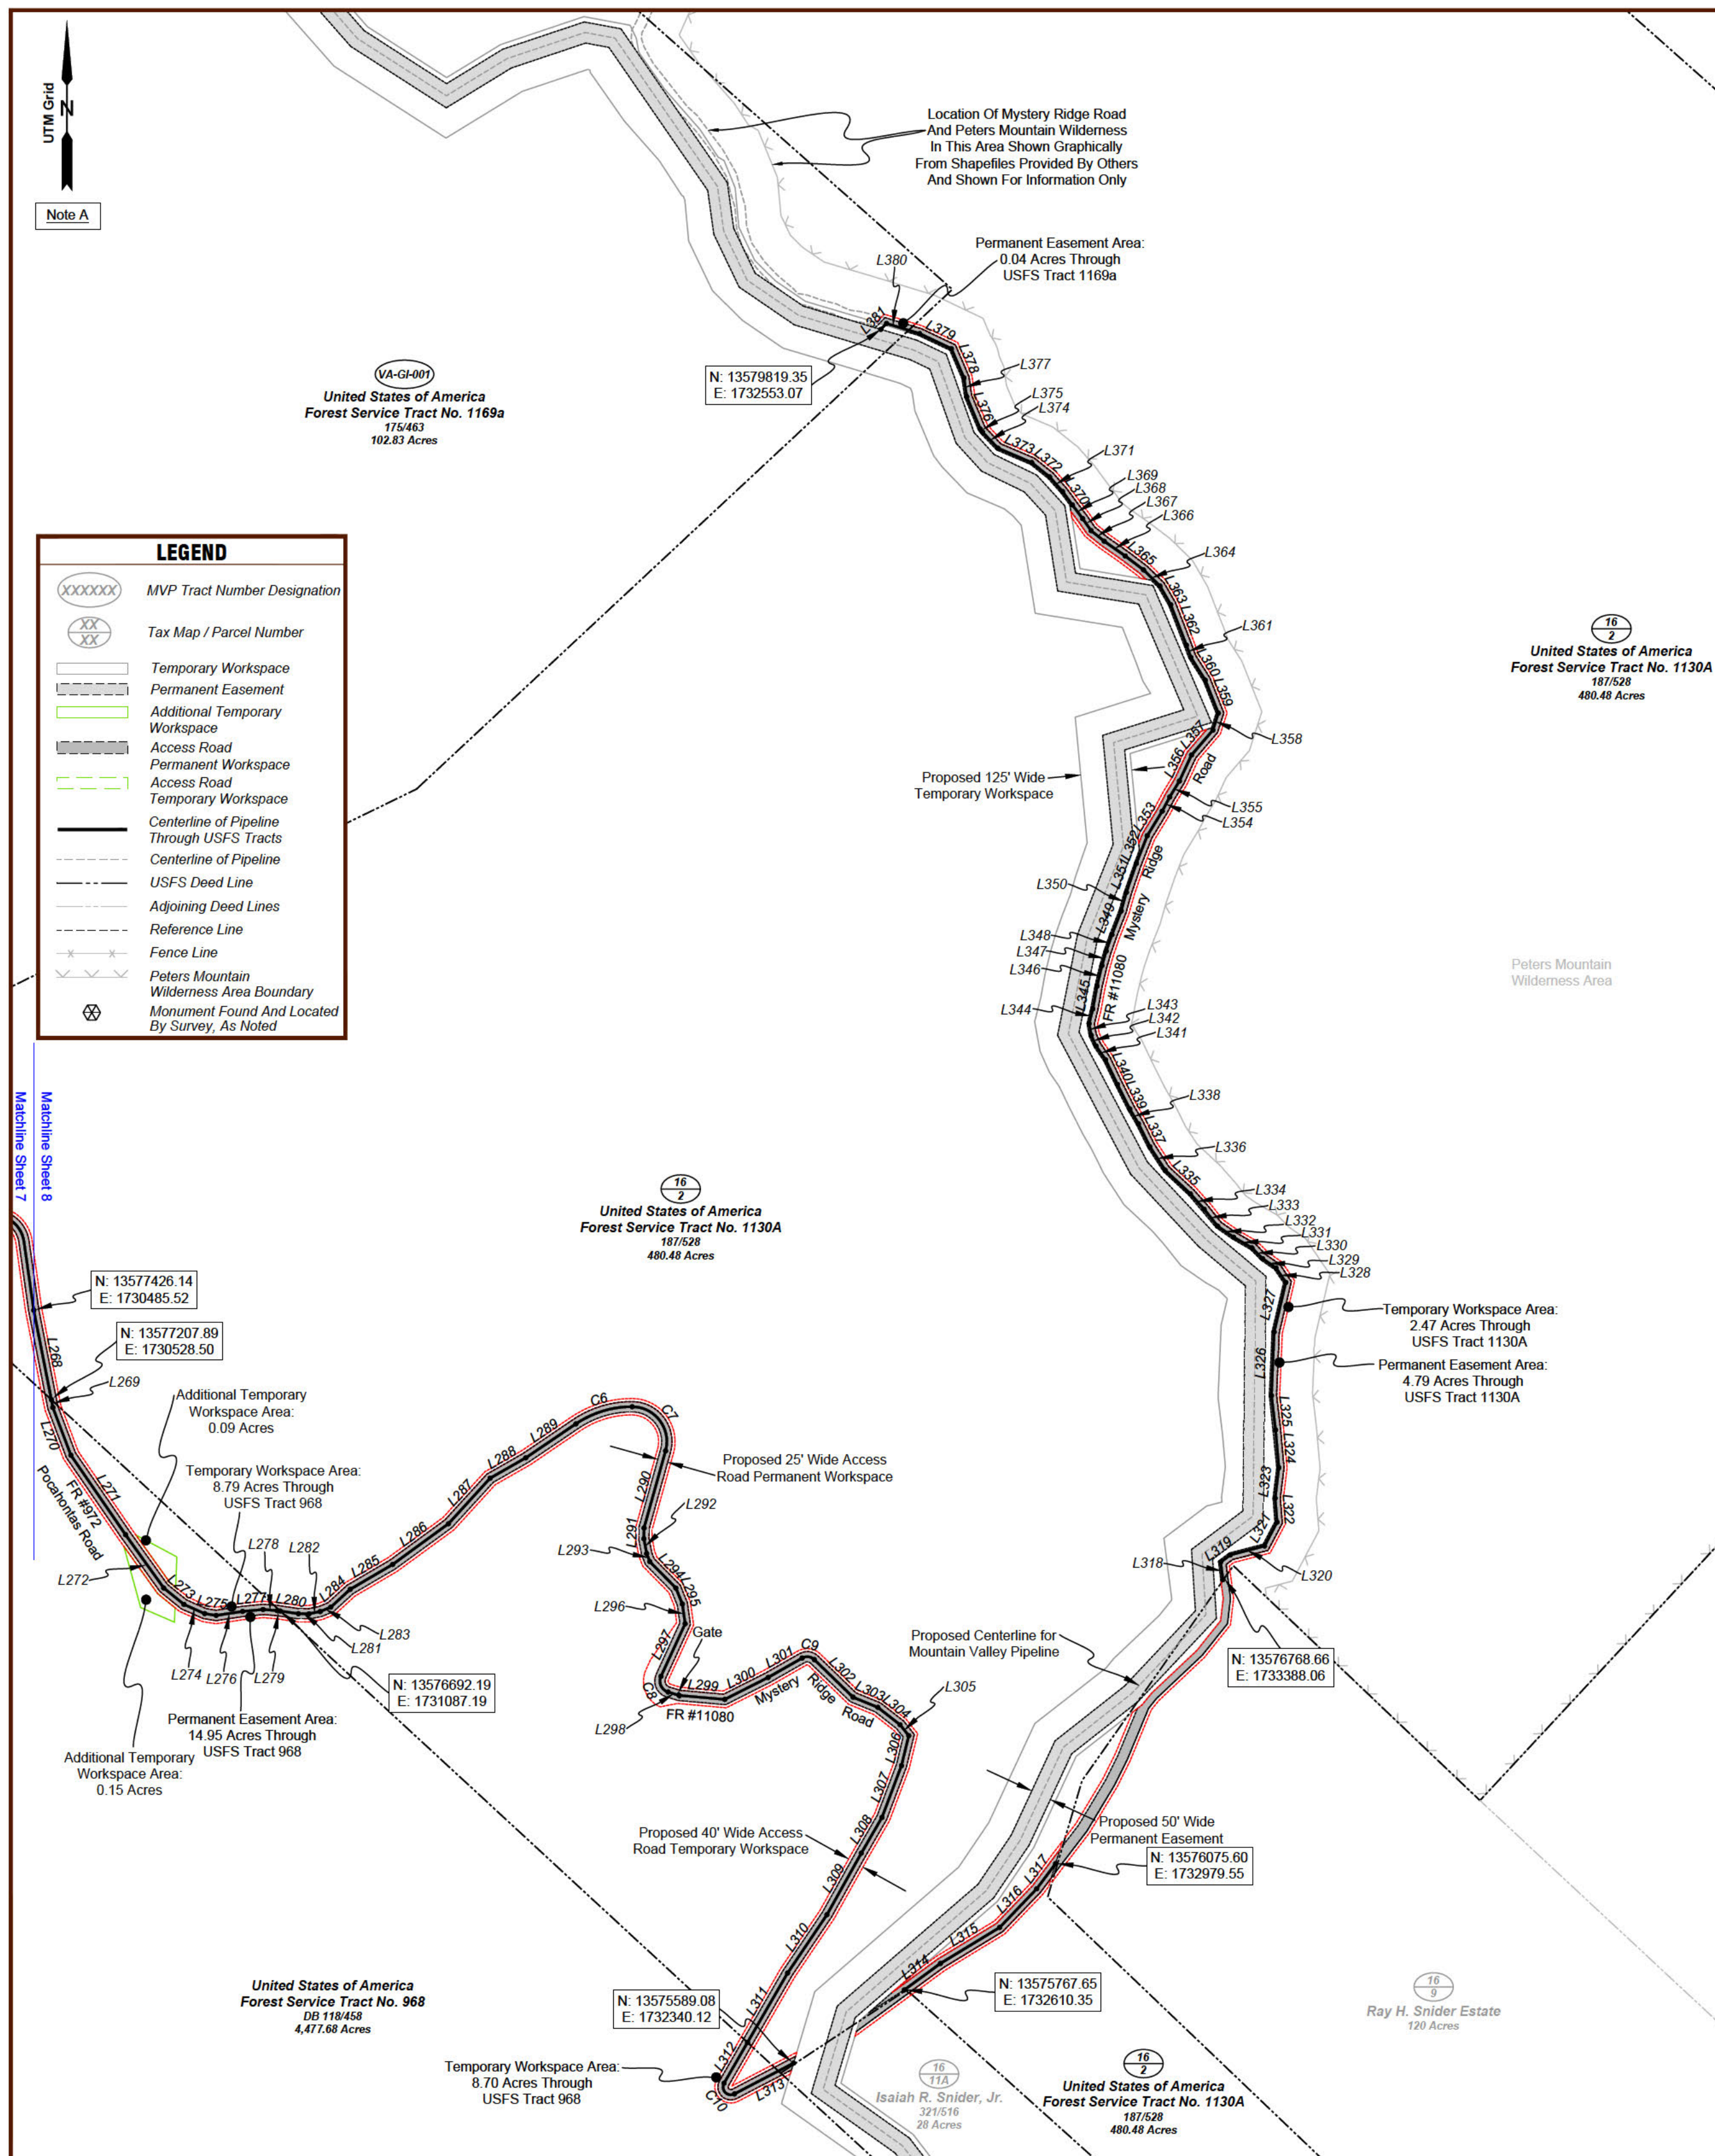 UTM Grid
N
Note A
Location Of Mystery Ridge Road
And Peters Mountain Wilderness
In This Area Shown Graphically
From Shapefiles Provided By Others
And Shown For Information Only
Permanent Easement Area:
0.04 Acres Through
USFS Tract 1169a
L380
L381
L379
L378
L377
N: 13579819.35
E: 1732553.07
VA-GI-001
United States of America
Forest Service Tract No. 1169a
175/463
102.83 Acres
L376
L375
L374
L373
L372
L371
L370
L369
L368
L367
L366
L365
L364
L363
L362
L361
L360
L359
L358
L357
L356
L355
L354
L353
L352
L351
L350
L349
L348
L347
L346
L345
L344
L343
L342
L341
L340
L339
L338
L337
L336
L335
L334
L333
L332
L331
L330
L329
L328
L327
L326
L325
L324
L323
L322
L321
L320
L319
L318
16
2
United States of America
Forest Service Tract No. 1130A
187/528
480.48 Acres
LEGEND
XXXXXX
MVP Tract Number Designation
XX
XX
Tax Map / Parcel Number
Temporary Workspace
Permanent Easement
Additional Temporary
Workspace
Access Road
Permanent Workspace
Access Road
Temporary Workspace
Centerline of Pipeline
Through USFS Tracts
Centerline of Pipeline
USFS Deed Line
Adjoining Deed Lines
Reference Line
Fence Line
Peters Mountain
Wilderness Area Boundary
Monument Found And Located
By Survey, As Noted
Proposed 125' Wide
Temporary Workspace
FR #11080 Mystery Ridge Road
Peters Mountain
Wilderness Area
Matchline Sheet 7
Matchline Sheet 8
16
2
United States of America
Forest Service Tract No. 1130A
187/528
480.48 Acres
N: 13577426.14
E: 1730485.52
N: 13577207.89
E: 1730528.50
L268
L269
L270
L271
FR #972
Pocahontas Road
L272
Additional Temporary
Workspace Area:
0.09 Acres
Temporary Workspace Area:
8.79 Acres Through
USFS Tract 968
L273
L274
L275
L276
L277
L278
L279
L280
L281
L282
L283
L284
L285
L286
L287
L288
L289
C6
C7
Proposed 25' Wide Access
Road Permanent Workspace
L290
L291
L292
L293
L294
L295
L296
L297
Gate
C8
L298
L299
L300
L301
C9
L302
L303
L304
L305
FR #11080
Mystery
Ridge
Road
L306
L307
L308
L309
L310
L311
L312
C10
L313
N: 13576692.19
E: 1731087.19
Permanent Easement Area:
14.95 Acres Through
USFS Tract 968
Additional Temporary
Workspace Area:
0.15 Acres
Temporary Workspace Area:
2.47 Acres Through
USFS Tract 1130A
Permanent Easement Area:
4.79 Acres Through
USFS Tract 1130A
Proposed Centerline for
Mountain Valley Pipeline
N: 13576768.66
E: 1733388.06
Proposed 40' Wide Access
Road Temporary Workspace
Proposed 50' Wide
Permanent Easement
N: 13576075.60
E: 1732979.55
L317
L316
L315
L314
N: 13575767.65
E: 1732610.35
N: 13575589.08
E: 1732340.12
United States of America
Forest Service Tract No. 968
DB 118/458
4,477.68 Acres
Temporary Workspace Area:
8.70 Acres Through
USFS Tract 968
16
11A
Isaiah R. Snider, Jr.
321/516
28 Acres
16
2
United States of America
Forest Service Tract No. 1130A
187/528
480.48 Acres
16
9
Ray H. Snider Estate
120 Acres